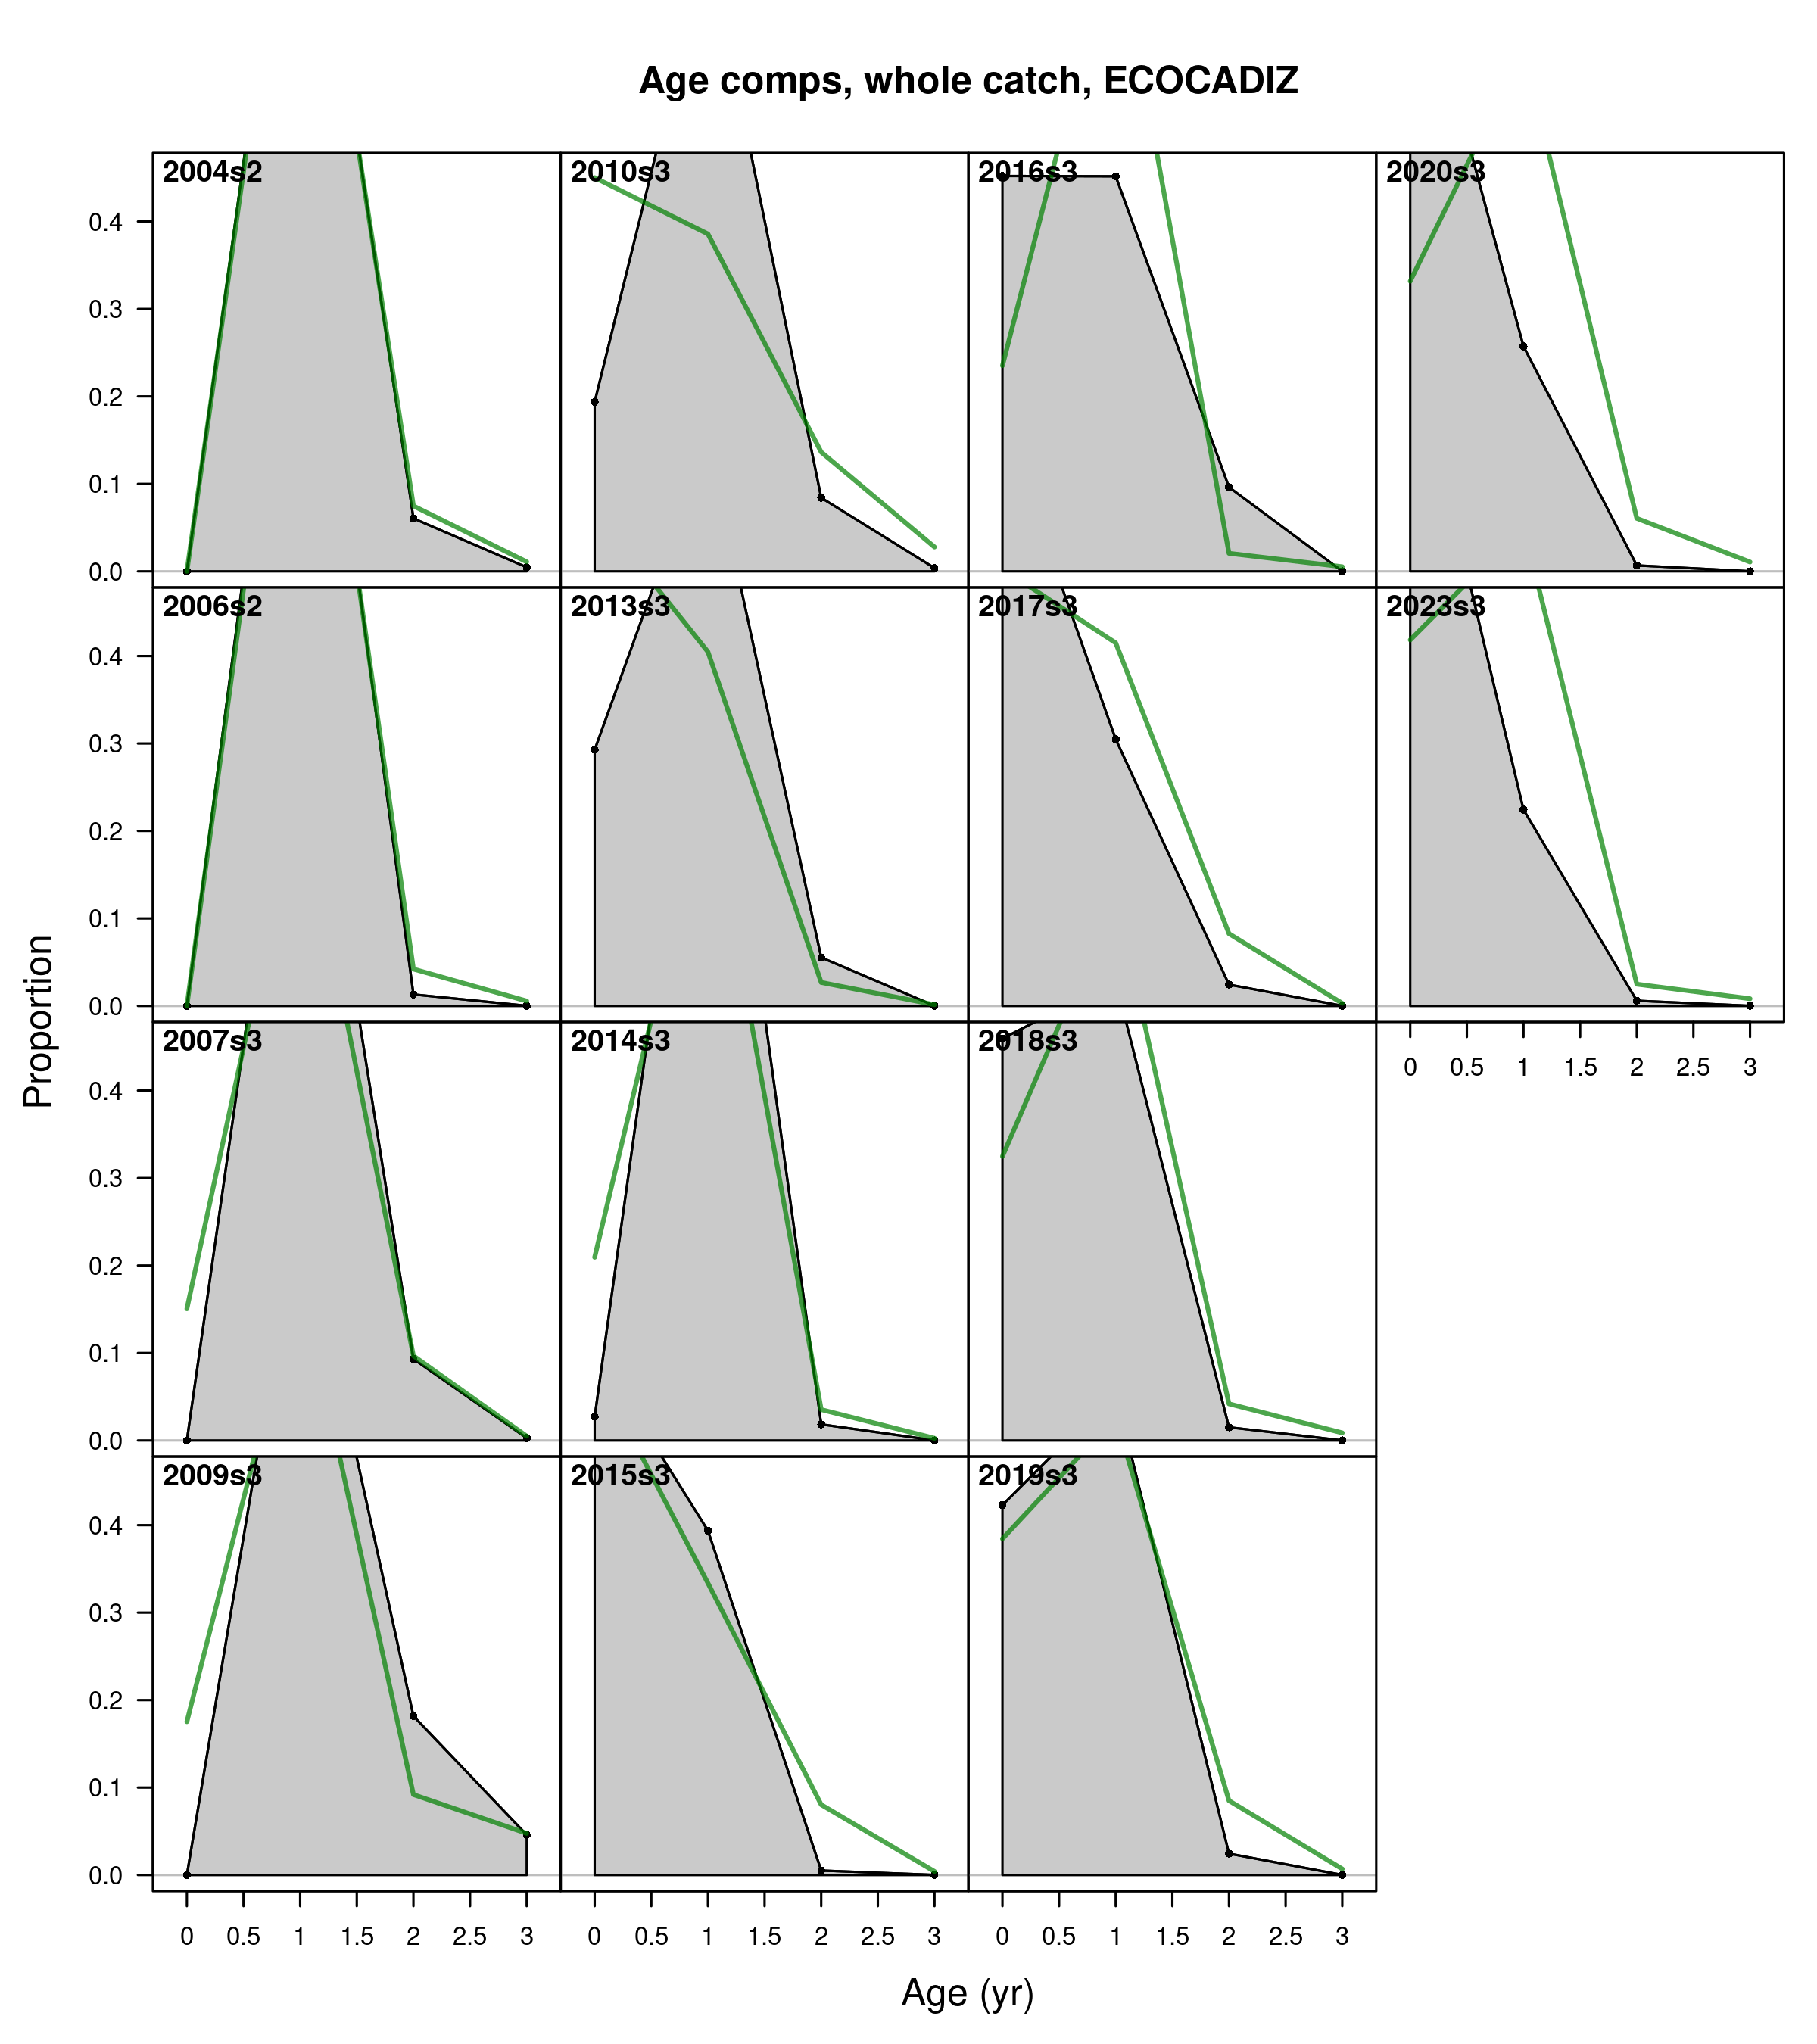 Age comps, whole catch, ECOCADIZ
2004s2 2010s3 2016s3 2020s3
0.4
0.3
0.2
0.1
0.0
2006s2 2013s3 2017s3 2023s3
0.4
0.3
0.2
0.1
0.0
0 0.5 1 1.5 2 2.5 3
2007s3 2014s3 2018s3
0.4
0.3
0.2
0.1
0.0
2009s3 2015s3 2019s3
0.4
0.3
0.2
0.1
0.0
0 0.5 1 1.5 2 2.5 3 0 0.5 1 1.5 2 2.5 3 0 0.5 1 1.5 2 2.5 3
Proportion
Age (yr)